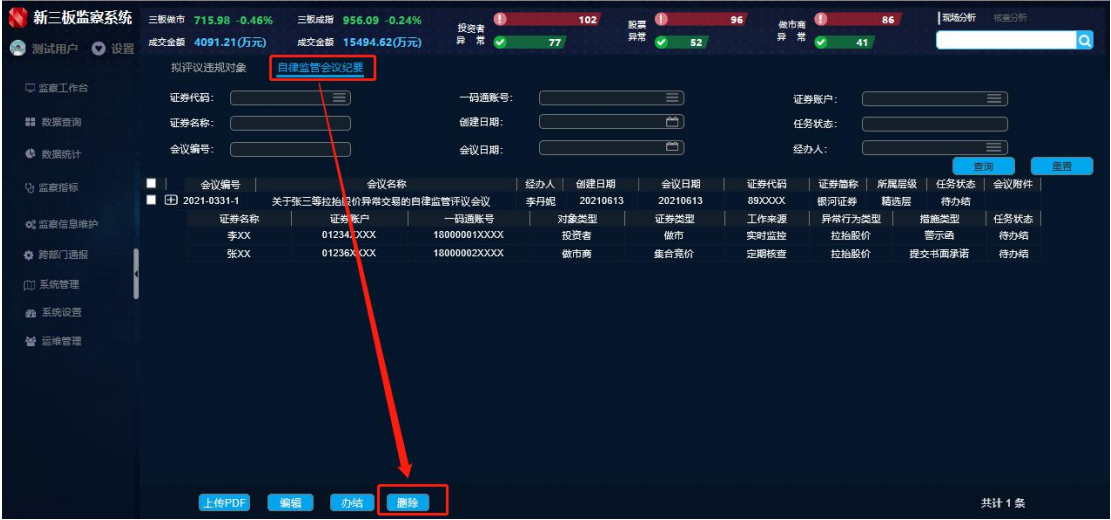 新三板监察系统 三板做市 715.98 -0.46% 三板成指 956.09 -0.24% 投资者异常 102 77 股票异常 96 52 做市商异常 86 41 现场分析 核查分析
测试用户 设置 成交金额 4091.21(万元) 成交金额 15494.62(万元)
拟评议违规对象 自律监管会议纪要
监察工作台
数据查询
数据统计
监察指标
监察信息维护
跨部门通报
系统管理
系统设置
运维管理
证券代码: 一码通账号: 证券账户:
证券名称: 创建日期: 任务状态:
会议编号: 会议日期: 经办人:
查询 重置
会议编号 会议名称 经办人 创建日期 会议日期 证券代码 证券简称 所属层级 任务状态 会议附件
2021-0331-1 关于张三等拉抬股价异常交易的自律监管评议会议 李丹妮 20210613 20210613 89XXXX 银河证券 精选层 待办结
证券名称 证券账户 一码通账号 对象类型 证券类型 工作来源 异常行为类型 措施类型 任务状态
李XX 01234XXXX 18000001XXXX 投资者 做市 实时监控 拉抬股价 警示函 待办结
张XX 01236XXXX 18000002XXXX 做市商 集合竞价 定期核查 拉抬股价 提交书面承诺 待办结
上传PDF 编辑 办结 删除 共计 1 条